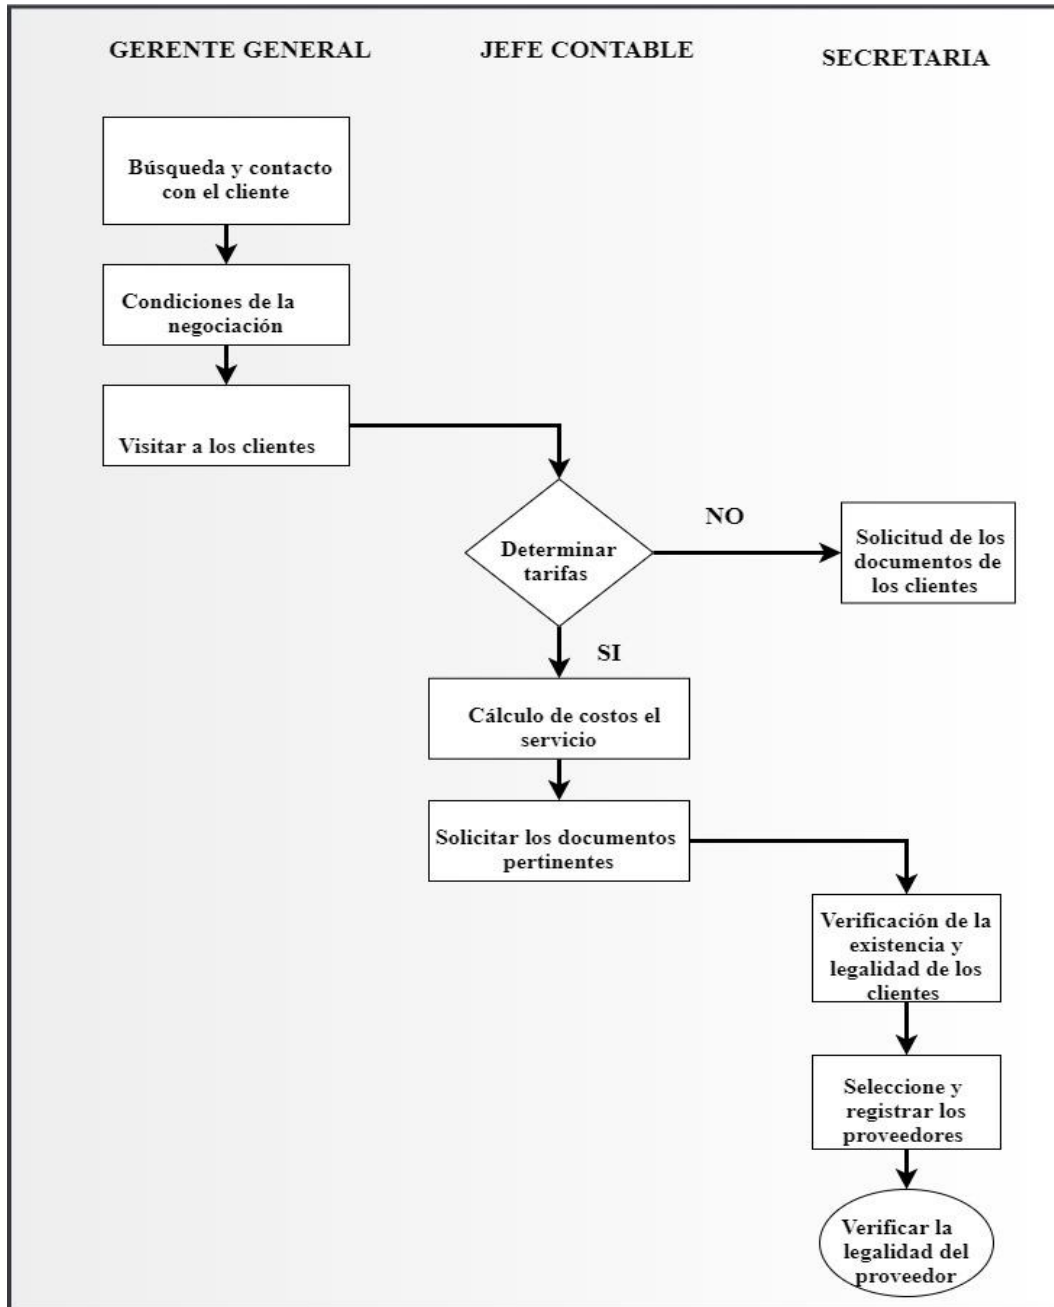 GERENTE GENERAL
JEFE CONTABLE
SECRETARIA
Búsqueda y contacto
con el cliente
Condiciones de la
negociación
Visitar a los clientes
Determinar
tarifas
NO
Solicitud de los
documentos de
los clientes
SI
Cálculo de costos el
servicio
Solicitar los documentos
pertinentes
Verificación de la
existencia y
legalidad de los
clientes
Seleccione y
registrar los
proveedores
Verificar la
legalidad del
proveedor